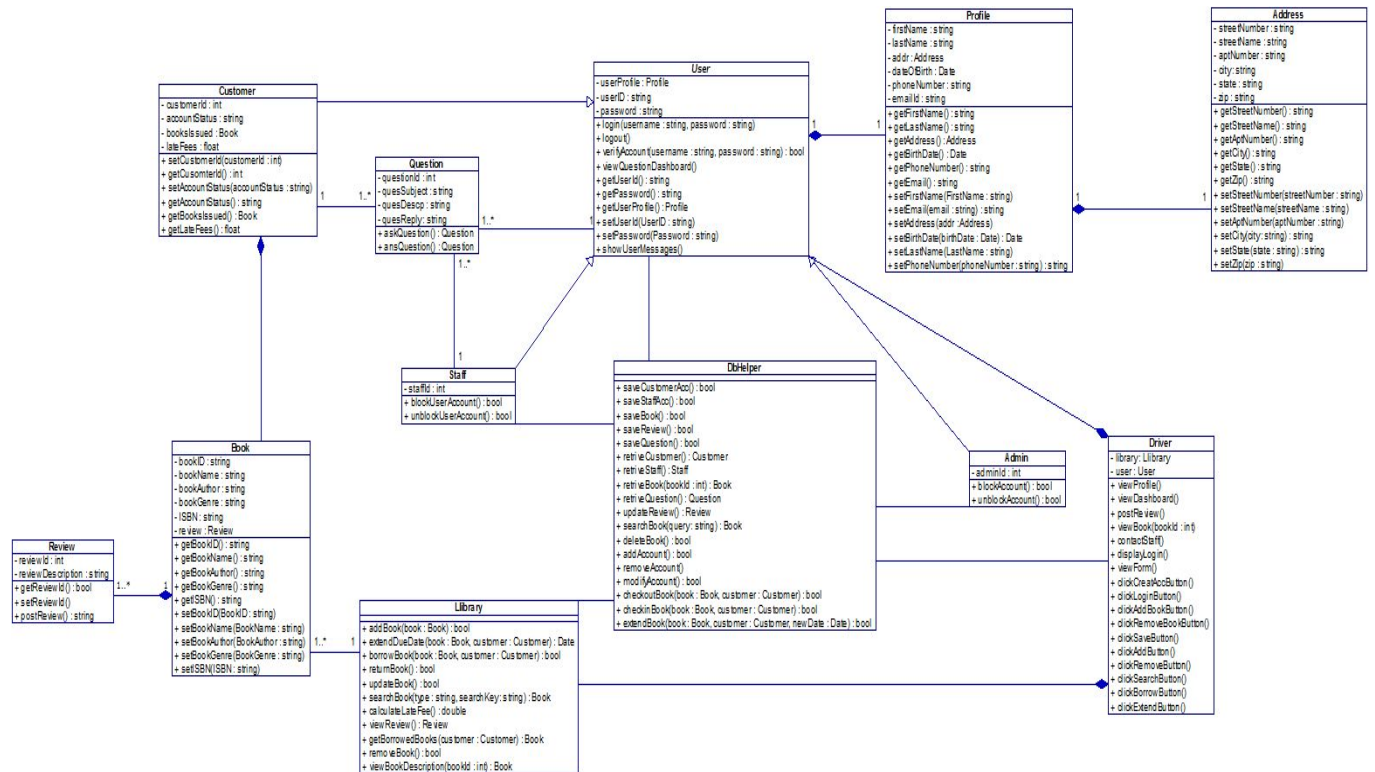 Profile
- firstName : string
- lastName : string
- addr : Address
- dateOfBirth : Date
- phoneNumber : string
- emailId : string
+ getFirstName() : string
+ getLastName() : string
+ getAddress() : Address
+ getBirthDate() : Date
+ getPhoneNumber() : string
+ getEmail() : string
+ setFirstName(FirstName : string)
+ setEmail(email : string) : string
+ setAddress(addr : Address)
+ setBirthDate(birthDate : Date) : Date
+ setLastName(LastName : string)
+ setPhoneNumber(phoneNumber : string) : string
Address
- streetNumber : string
- streetName : string
- aptNumber : string
- city: string
- state : string
- zip : string
+ getStreetNumber() : string
+ getStreetName() : string
+ getAptNumber() : string
+ getCity() : string
+ getState() : string
+ getZip() : string
+ setStreetNumber(streetNumber : string)
+ setStreetName(streetName : string)
+ setAptNumber(aptNumber : string)
+ setCity(city: string) : string
+ setState(state : string) : string
+ setZip(zip : string)
User
- userProfile : Profile
- userID : string
- password : string
+ login(username : string, password : string)
+ logout()
+ verifyAccount(username : string, password : string) : bool
+ viewQuestionDashboard()
+ getUserId() : string
+ getPassword() : string
+ getUserProfile() : Profile
+ setUserId(UserID : string)
+ setPassword(Password : string)
+ showUserMessages()
Customer
- customerId : int
- accountStatus : string
- booksIssued : Book
- lateFees : float
+ setCustomerId(customerId : int)
+ getCusomterId() : int
+ setAccountStatus(accountStatus : string)
+ getAccountStatus() : string
+ getBooksIssued() : Book
+ getLateFees() : float
Question
- questionId : int
- quesSubject : string
- quesDescp : string
- quesReply: string
+ askQuestion() : Question
+ ansQuestion() : Question
1
1..*
1..*
1
1
1
1
1
1..*
1
Staff
- staffId : int
+ blockUserAccount() : bool
+ unblockUserAccount() : bool
DbHelper
+ saveCustomerAcc() : bool
+ saveStaffAcc() : bool
+ saveBook() : bool
+ saveReview() : bool
+ saveQuestion() : bool
+ retriveCustomer() : Customer
+ retriveStaff() : Staff
+ retriveBook(bookId : int) : Book
+ retriveQuestion() : Question
+ updateReview() : Review
+ searchBook(query: string) : Book
+ deleteBook() : bool
+ addAccount() : bool
+ removeAccount()
+ modifyAccount() : bool
+ checkoutBook(book : Book, customer : Customer) : bool
+ checkinBook(book : Book, customer : Customer) : bool
+ extendBook(book : Book, customer : Customer, newDate : Date) : bool
Admin
- adminId : int
+ blockAccount() : bool
+ unblockAccount() : bool
Driver
- library: Llibrary
- user : User
+ viewProfile()
+ viewDashboard()
+ postReview()
+ viewBook(bookId : int)
+ contactStaff()
+ displayLogin()
+ viewForm()
+ clickCreatAccButton()
+ clickLoginButton()
+ clickAddBookButton()
+ clickRemoveBookButton()
+ clickSaveButton()
+ clickAddButton()
+ clickRemoveButton()
+ clickSearchButton()
+ clickBorrowButton()
+ clickExtendButton()
Book
- bookID : string
- bookName : string
- bookAuthor : string
- bookGenre : string
- ISBN : string
- review : Review
+ getBookID() : string
+ getBookName() : string
+ getBookAuthor() : string
+ getBookGenre() : string
+ getISBN() : string
+ setBookID(BookID : string)
+ setBookName(BookName : string)
+ setBookAuthor(BookAuthor : string)
+ setBookGenre(BookGenre : string)
+ setISBN(ISBN : string)
Review
- reviewId : int
- reviewDescription : string
+ getReviewId() : bool
+ setReviewId()
+ postReview() : string
1..*
1
1..*
1
Llibrary
+ addBook(book : Book) : bool
+ extendDueDate(book : Book, customer : Customer) : Date
+ borrowBook(book : Book, customer : Customer) : bool
+ returnBook() : bool
+ updateBook() : bool
+ searchBook(type : string, searchKey: string) : Book
+ calculateLateFee() : double
+ viewReview() : Review
+ getBorrowedBooks(customer : Customer) : Book
+ removeBook() : bool
+ viewBookDescription(bookId : int) : Book